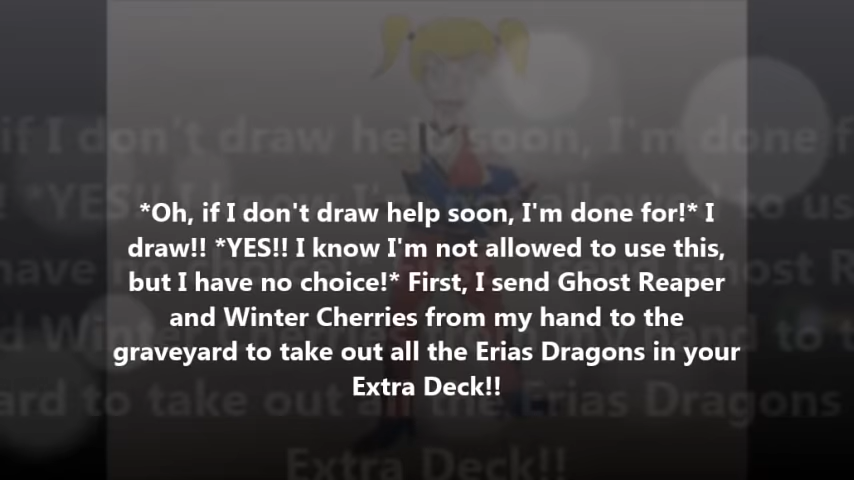 *Oh, if I don't draw help soon, I'm done for!* I
draw!! *YES!! I know I'm not allowed to use this,
but I have no choice!* First, I send Ghost Reaper
and Winter Cherries from my hand to the
graveyard to take out all the Erias Dragons in your
Extra Deck!!